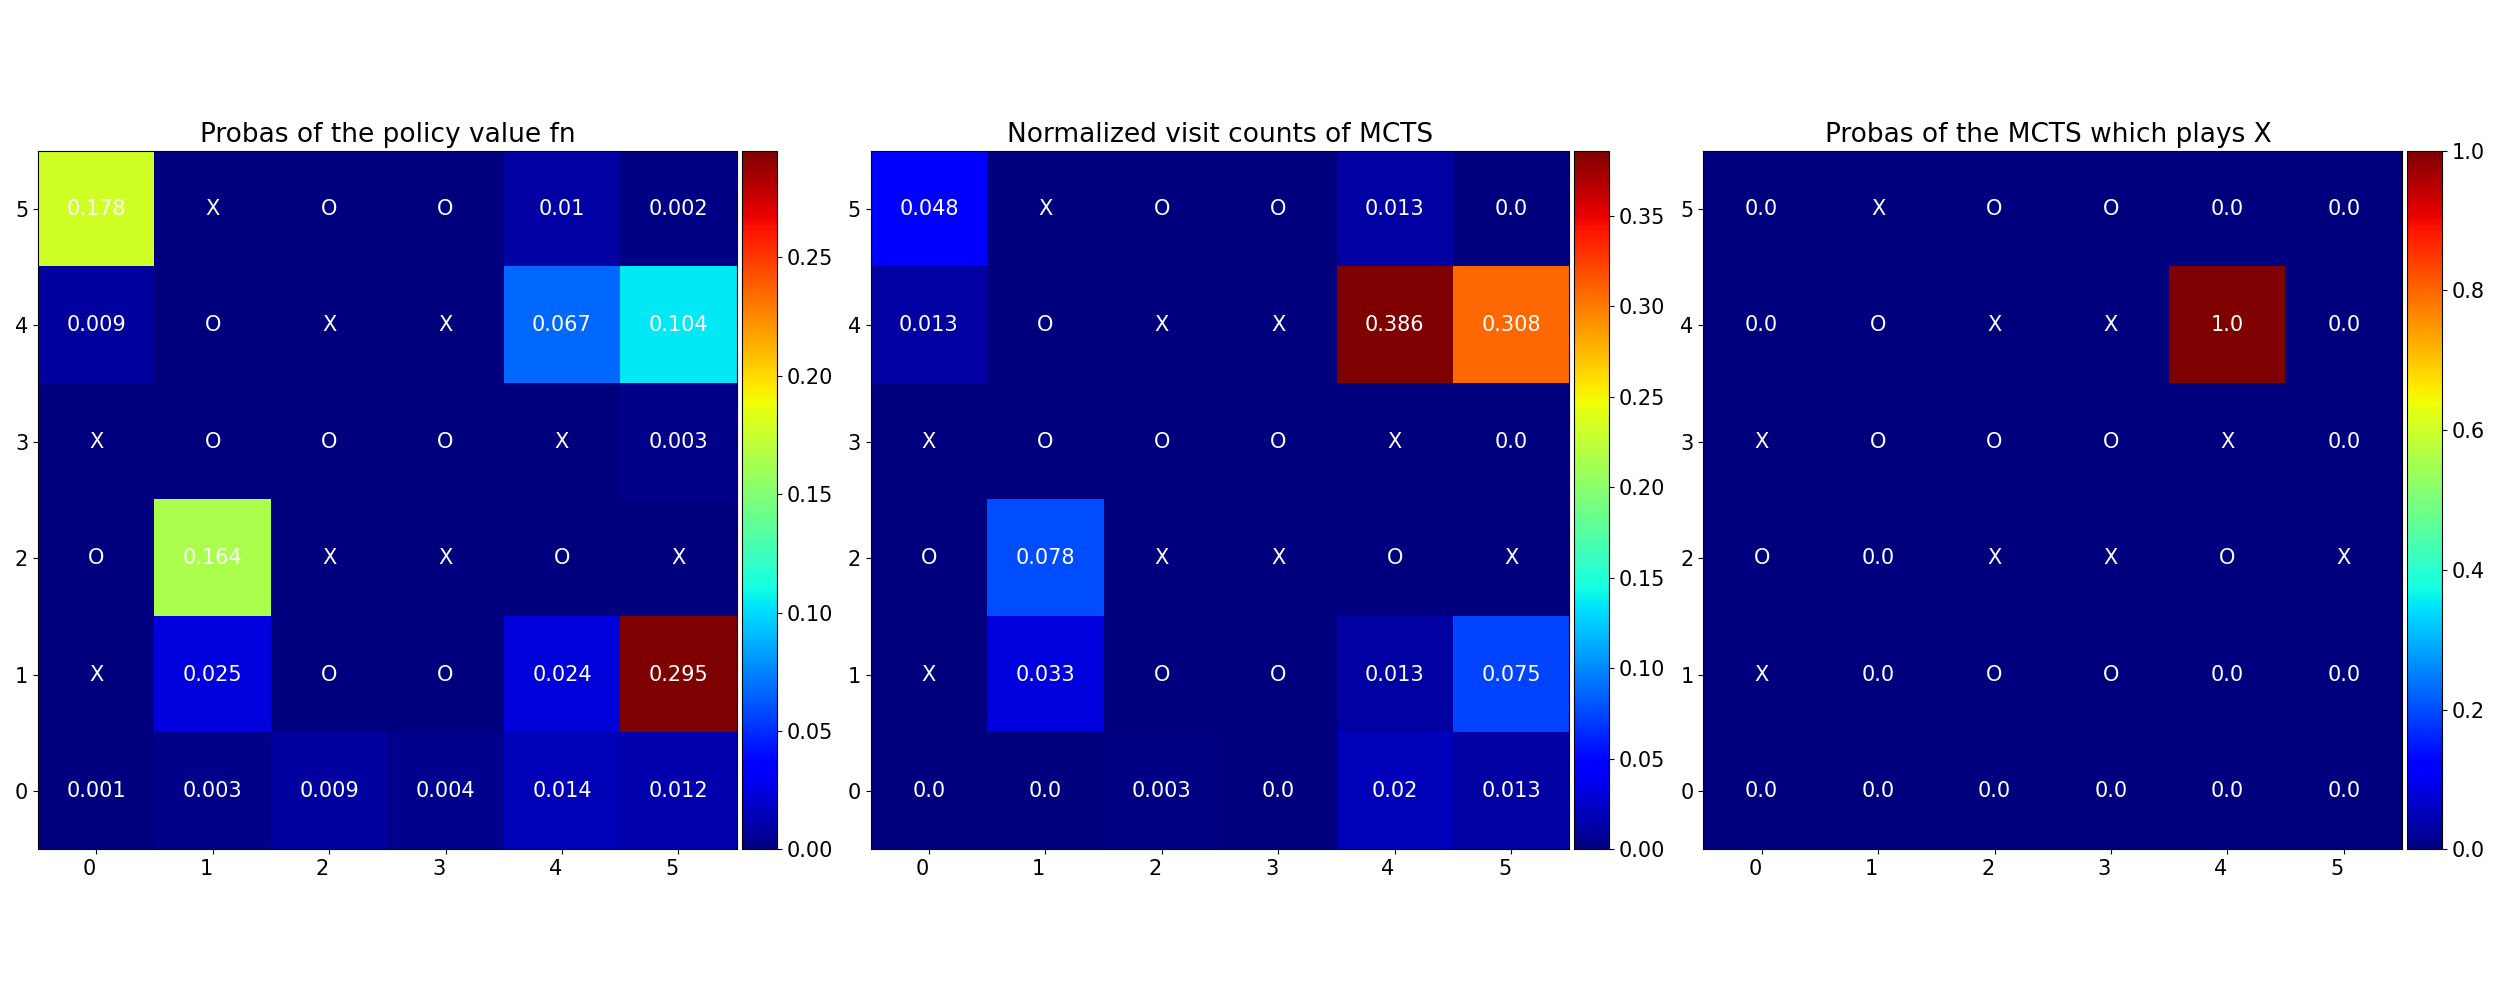 Probas of the policy value fn
5 0.178 X O O 0.01 0.002
4 0.009 O X X 0.067 0.104
3 X O O O X 0.003
2 O 0.164 X X O X
1 X 0.025 O O 0.024 0.295
0 0.001 0.003 0.009 0.004 0.014 0.012
0 1 2 3 4 5
0.25
0.20
0.15
0.10
0.05
0.00
Normalized visit counts of MCTS
5 0.048 X O O 0.013 0.0
4 0.013 O X X 0.386 0.308
3 X O O O X 0.0
2 O 0.078 X X O X
1 X 0.033 O O 0.013 0.075
0 0.0 0.0 0.003 0.0 0.02 0.013
0 1 2 3 4 5
0.35
0.30
0.25
0.20
0.15
0.10
0.05
0.00
Probas of the MCTS which plays X
5 0.0 X O O 0.0 0.0
4 0.0 O X X 1.0 0.0
3 X O O O X 0.0
2 O 0.0 X X O X
1 X 0.0 O O 0.0 0.0
0 0.0 0.0 0.0 0.0 0.0 0.0
0 1 2 3 4 5
1.0
0.8
0.6
0.4
0.2
0.0